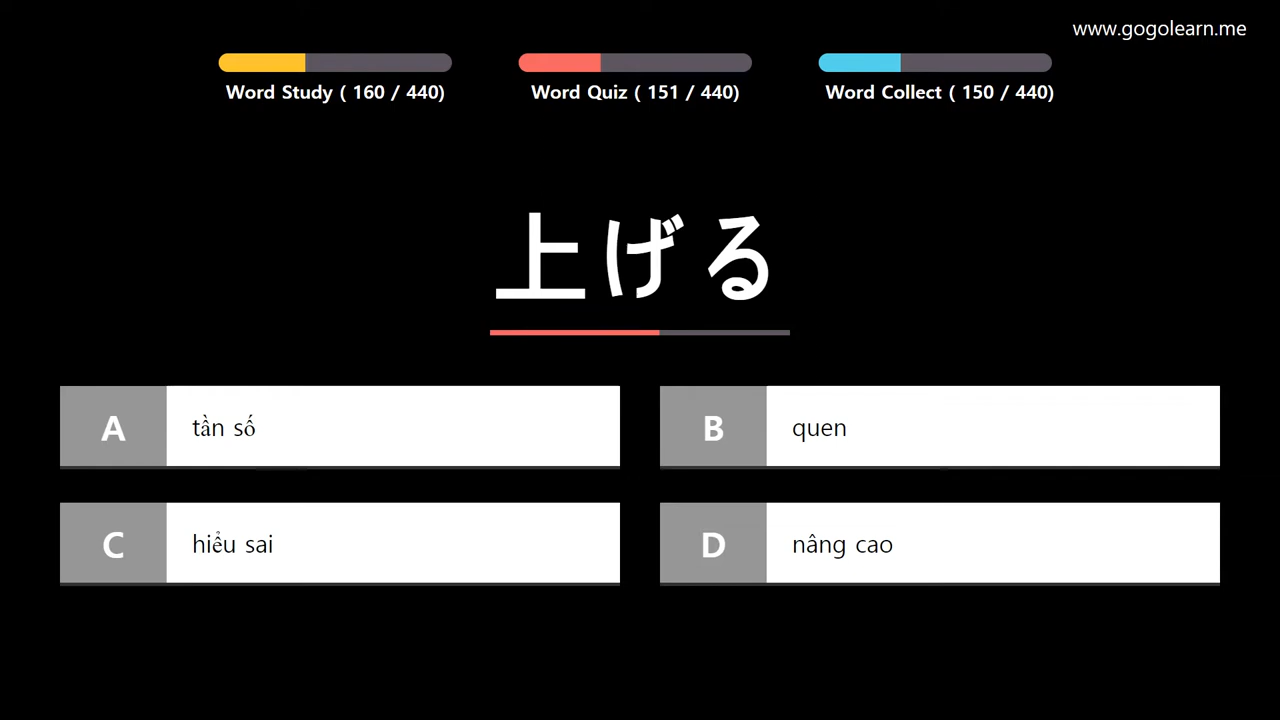 www.gogolearn.me
Word Study ( 160 / 440)
Word Quiz ( 151 / 440)
Word Collect ( 150 / 440)
上げる
A tần số
B quen
C hiểu sai
D nâng cao